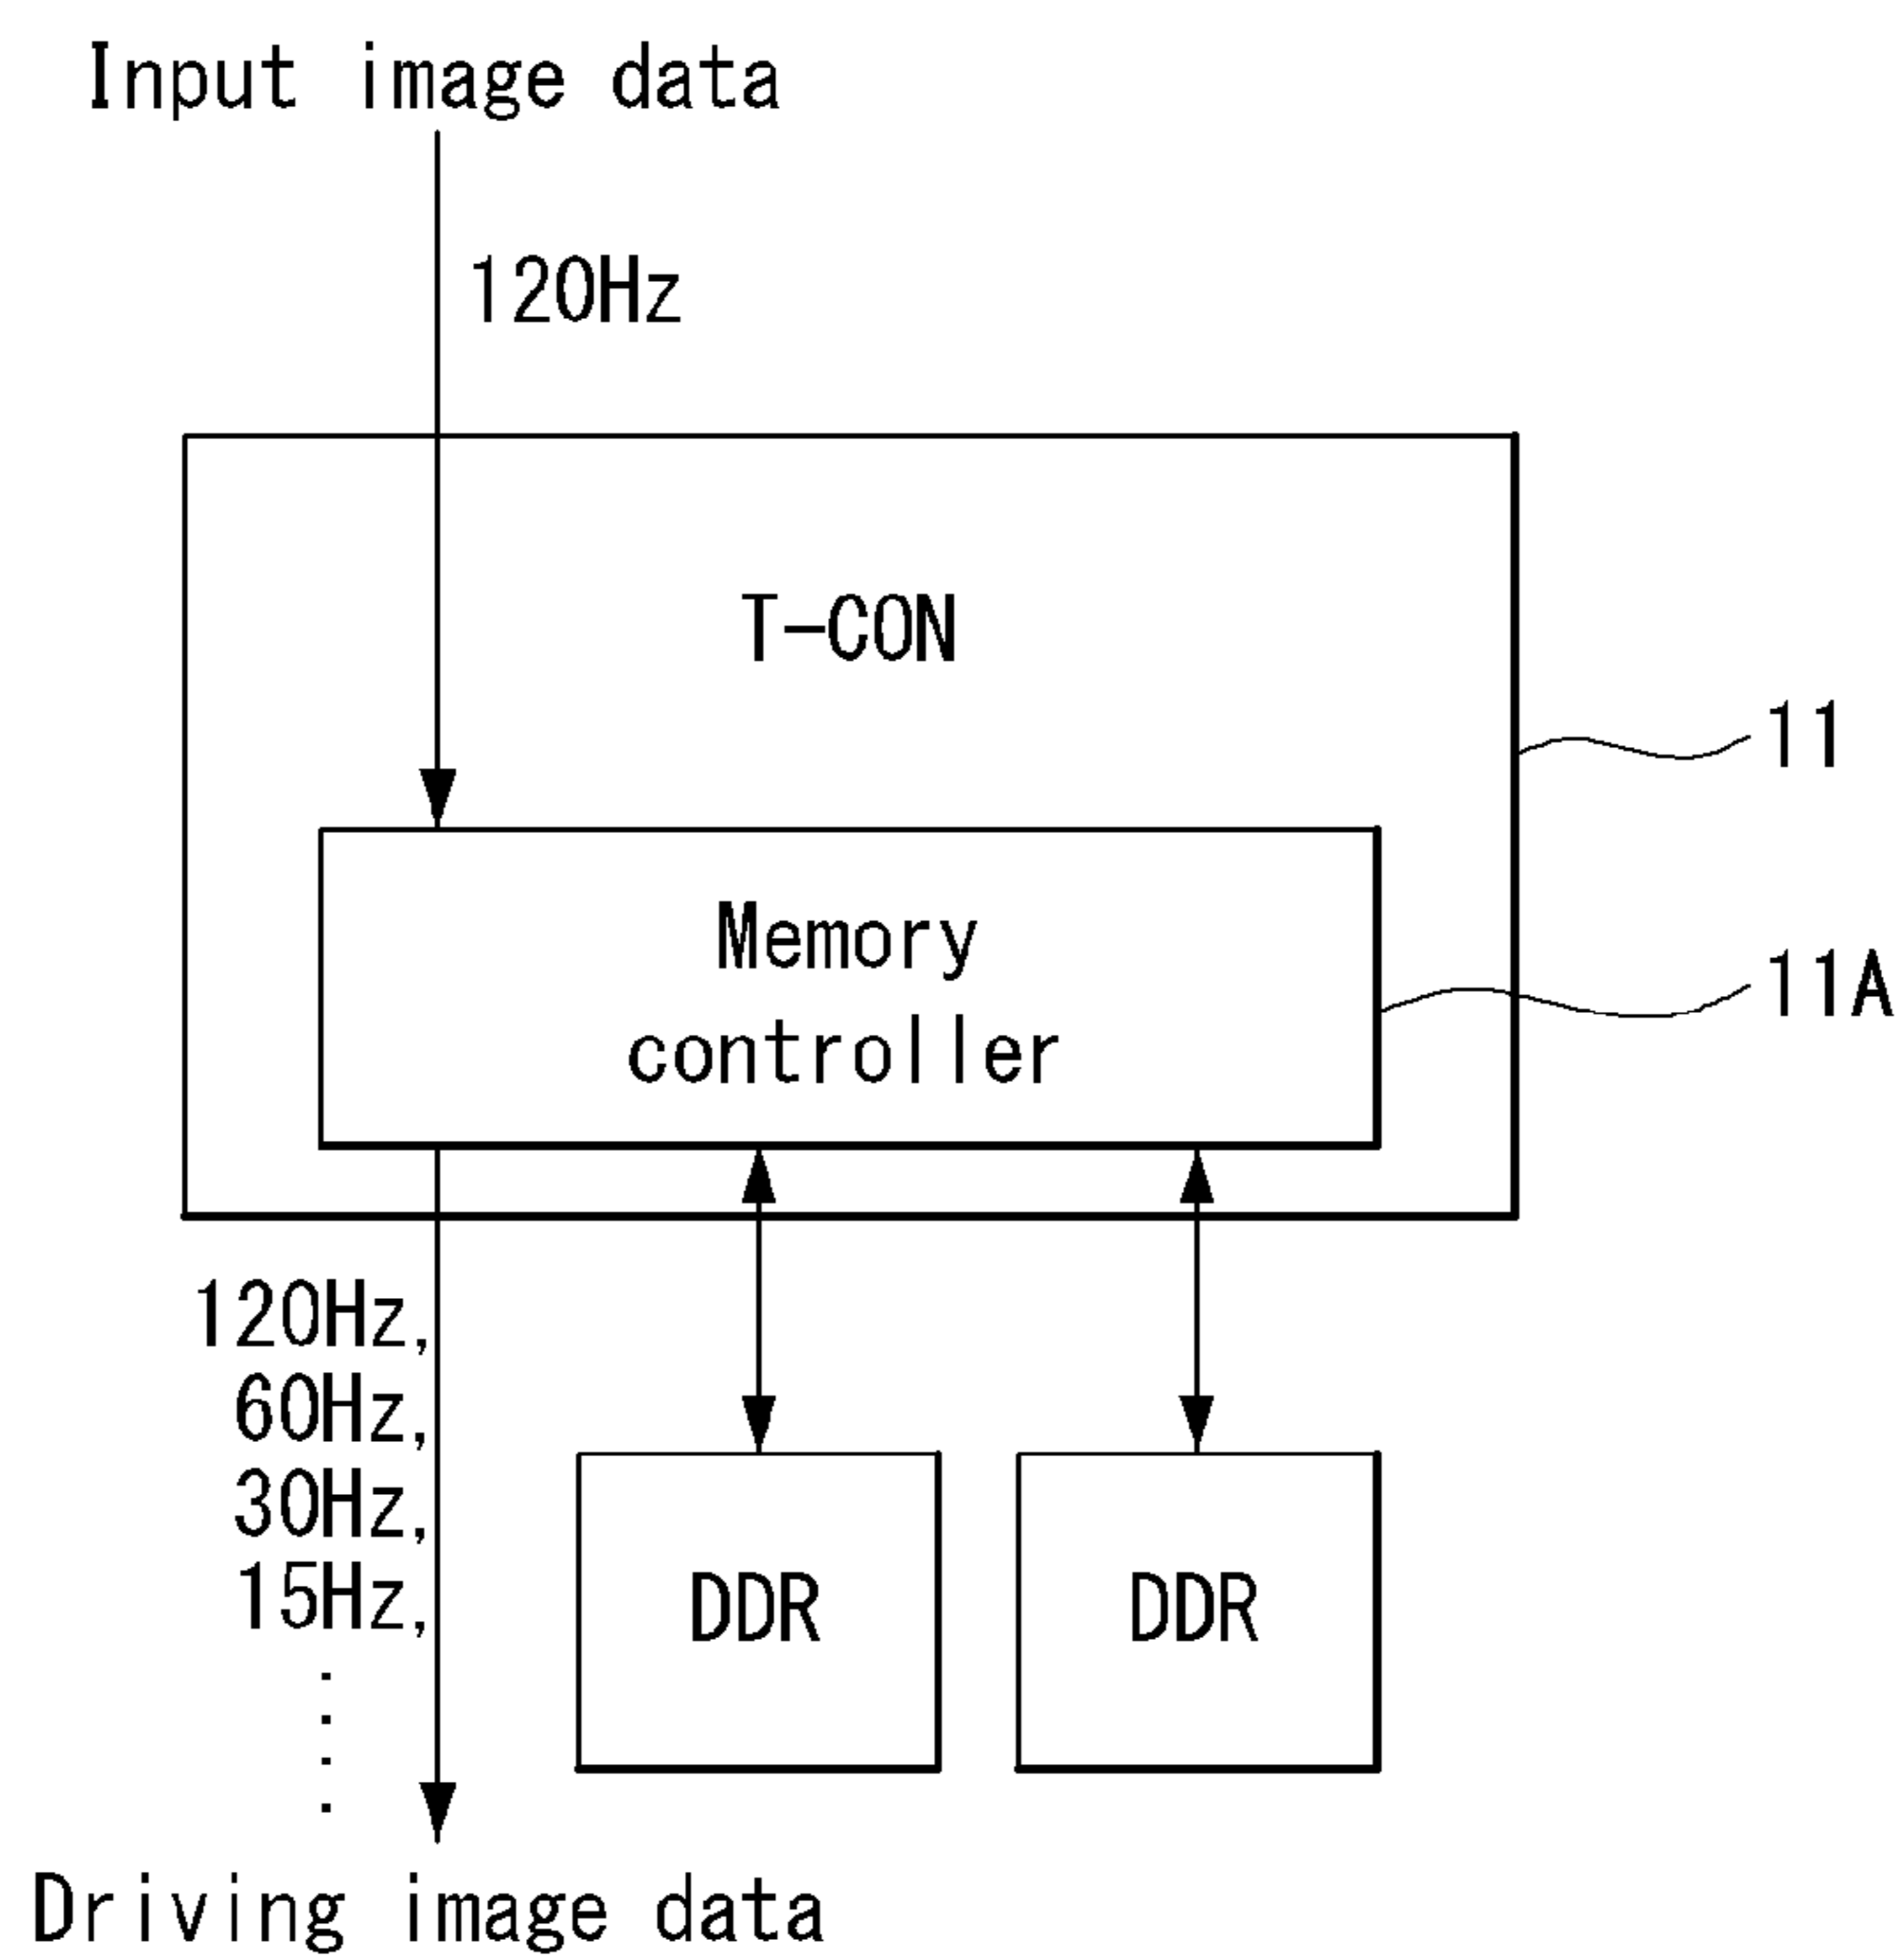 Input image data
120Hz
T-CON
11
Memory
controller
11A
120Hz,
60Hz,
30Hz,
15Hz,
DDR
DDR
Driving image data